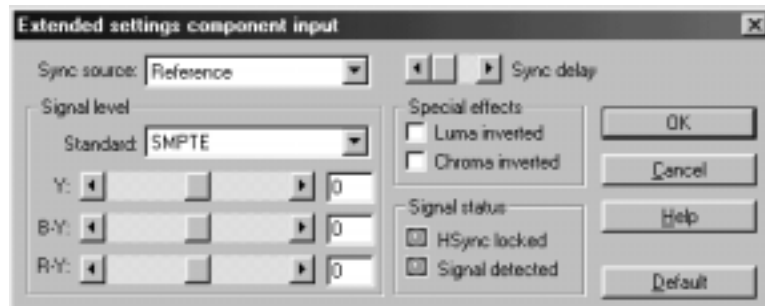 Extended settings component input
Sync source: Reference
Sync delay
Signal level
Standard: SMPTE
Y: 0
B-Y: 0
R-Y: 0
Special effects
Luma inverted
Chroma inverted
Signal status
HSync locked
Signal detected
OK
Cancel
Help
Default